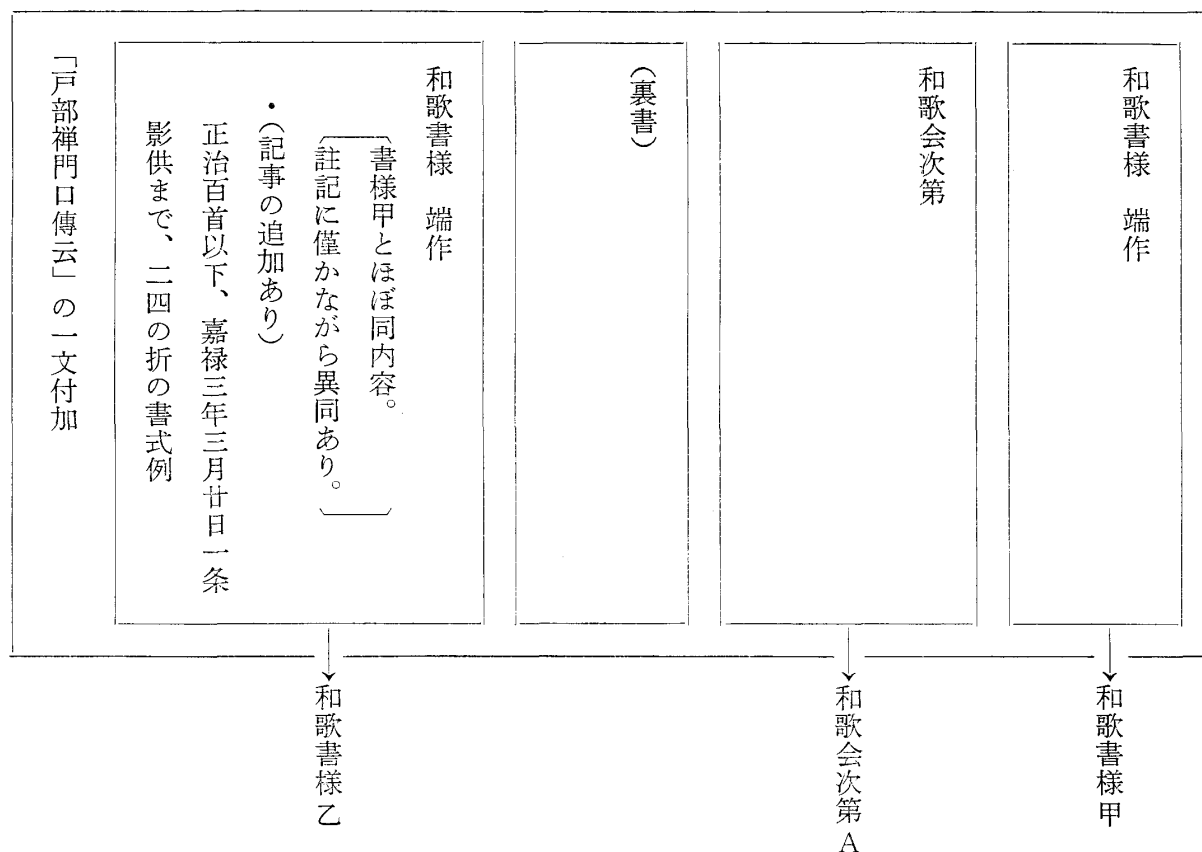 和歌書様　端作
和歌会次第
（裏書）
和歌書様　端作
書様甲とほぼ同内容。
註記に僅かながら異同あり。
・（記事の追加あり）
正治百首以下、嘉禄三年三月廿日一条
影供まで、二四の折の書式例
「戸部禅門口傳云」の一文付加
和歌書様甲
和歌会次第A
和歌書様乙